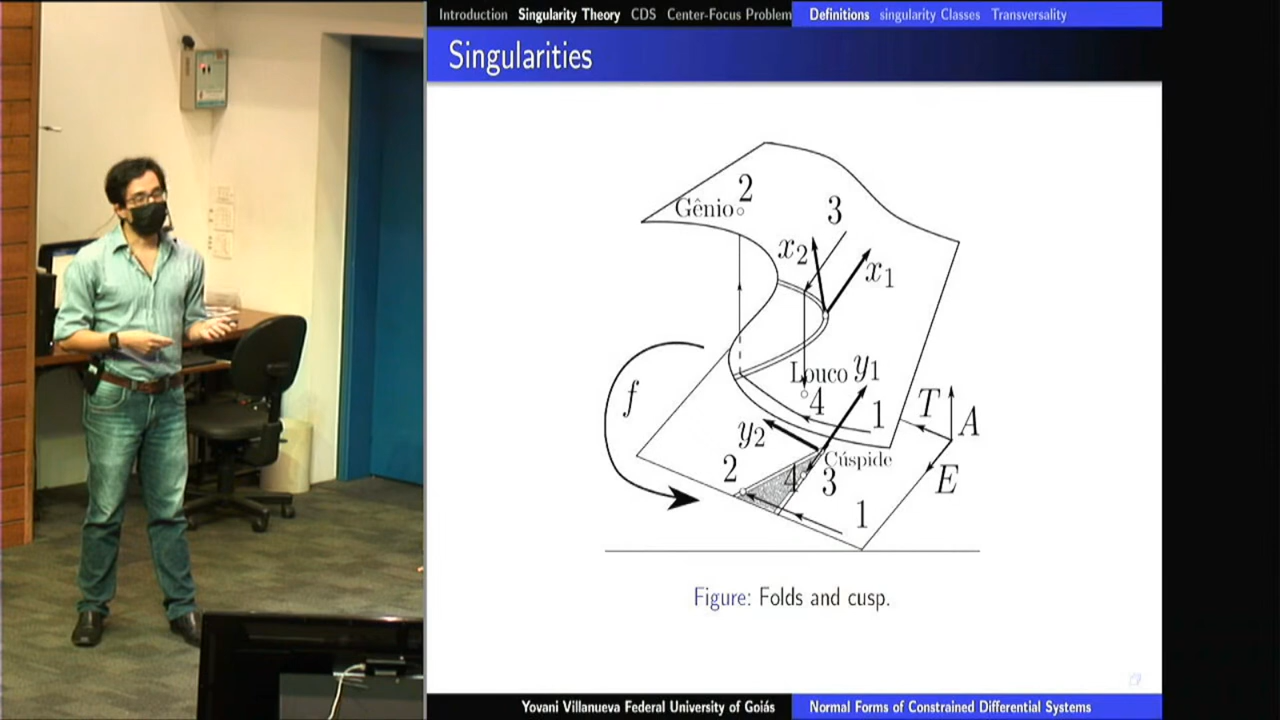 Introduction Singularity Theory CDS Center-Focus Problem Definitions singularity Classes Transversality
Singularities
Gênio 2
3
x2
x1
f
Louco y1
4
1
T
A
y2
Cúspide
2
4
3
E
1
Figure: Folds and cusp.
Yovani Villanueva Federal University of Goiás Normal Forms of Constrained Differential Systems